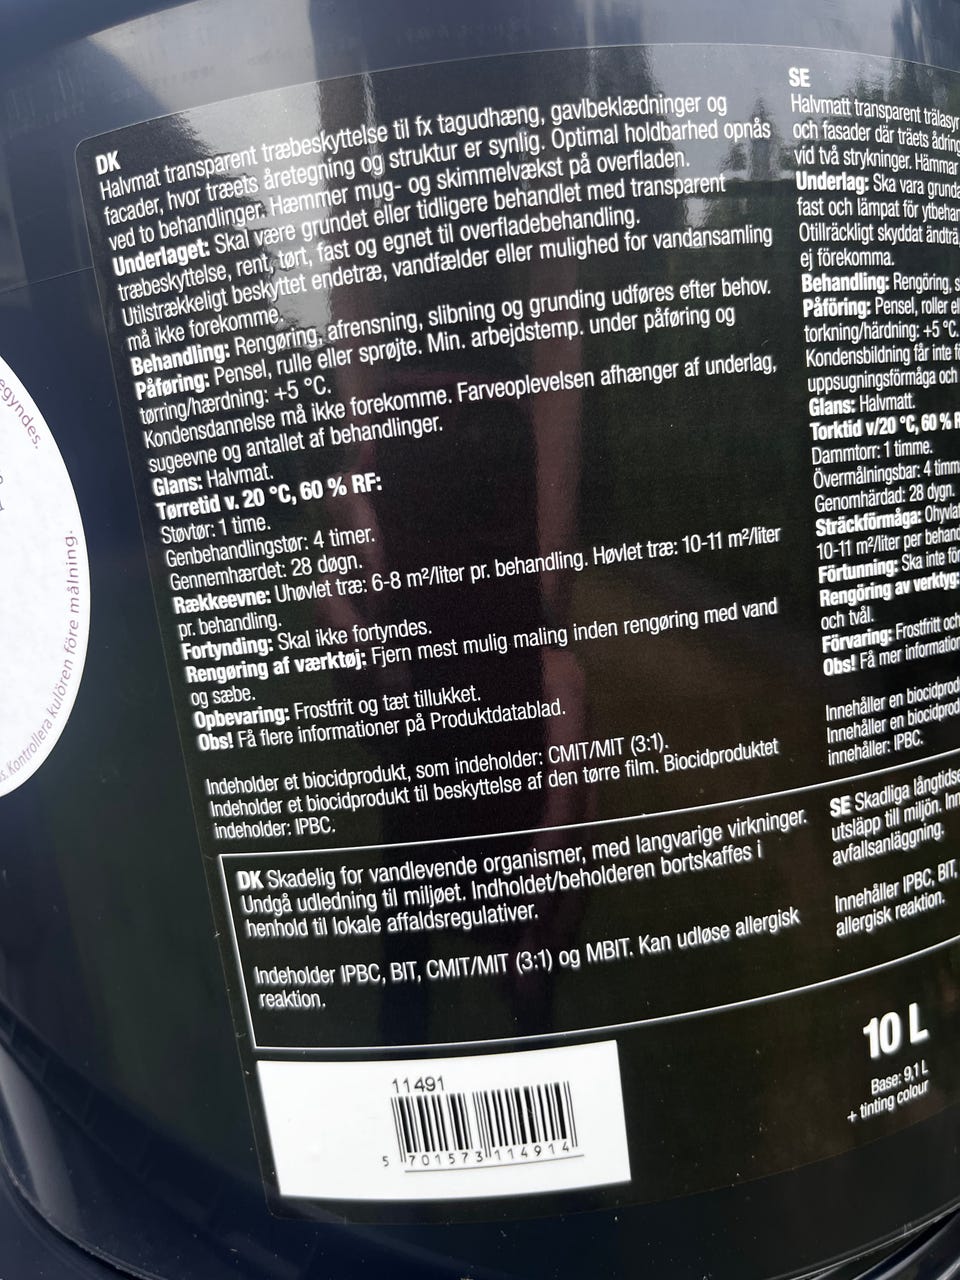 egyndes.
s. Kontrollera kulören före målning.
DK
Halvmat transparent træbeskyttelse til fx tagudhæng, gavlbeklædninger og
facader, hvor træets åretegning og struktur er synlig. Optimal holdbarhed opnås
ved to behandlinger. Hæmmer mug- og skimmelvækst på overfladen.
Underlaget: Skal være grundet eller tidligere behandlet med transparent
træbeskyttelse, rent, tørt, fast og egnet til overfladebehandling.
Utilstrækkeligt beskyttet endetræ, vandfælder eller mulighed for vandansamling
må ikke forekomme.
Behandling: Rengøring, afrensning, slibning og grunding udføres efter behov.
Påføring: Pensel, rulle eller sprøjte. Min. arbejdstemp. under påføring og
tørring/hærdning: +5 °C.
Kondensdannelse må ikke forekomme. Farveoplevelsen afhænger af underlag,
sugeevne og antallet af behandlinger.
Glans: Halvmat.
Tørretid v. 20 °C, 60 % RF:
Støvtør: 1 time.
Genbehandlingstør: 4 timer.
Gennemhærdet: 28 døgn.
Rækkeevne: Uhøvlet træ: 6-8 m²/liter pr. behandling. Høvlet træ: 10-11 m²/liter
pr. behandling.
Fortynding: Skal ikke fortyndes.
Rengøring af værktøj: Fjern mest mulig maling inden rengøring med vand
og sæbe.
Opbevaring: Frostfrit og tæt tillukket.
Obs! Få flere informationer på Produktdatablad.
Indeholder et biocidprodukt, som indeholder: CMIT/MIT (3:1).
Indeholder et biocidprodukt til beskyttelse af den tørre film. Biocidproduktet
indeholder: IPBC.
DK Skadelig for vandlevende organismer, med langvarige virkninger.
Undgå udledning til miljøet. Indholdet/beholderen bortskaffes i
henhold til lokale affaldsregulativer.
Indeholder IPBC, BIT, CMIT/MIT (3:1) og MBIT. Kan udløse allergisk
reaktion.
SE
Halvmatt transparent träskyd
och fasader där träets ådring
vid två strykningar. Hämmar
Underlag: Ska vara grunda
fast och lämpat för ytbehan
Otillräckligt skyddat ändträ
ej förekomma.
Behandling: Rengöring, s
Påföring: Pensel, roller el
torkning/härdning: +5 °C.
Kondensbildning får inte f
uppsugningsförmåga och
Glans: Halvmatt.
Torktid v/20 °C, 60 % R
Dammtorr: 1 timme.
Övermålningsbar: 4 timm
Genomhärdad: 28 dygn.
Sträckförmåga: Ohyvlat
10-11 m²/liter per behand
Förtunning: Ska inte för
Rengöring av verktyg:
och tvål.
Förvaring: Frostfritt och
Obs! Få mer information
Innehåller en biocidprod
Innehåller en biocidprod
innehåller: IPBC.
SE Skadliga långtidse
utsläpp till miljön. Inn
avfallsanläggning.
Innehåller IPBC, BIT,
allergisk reaktion.
10 L
Base: 9,1 L
+ tinting colour
11491
5 701573 114914